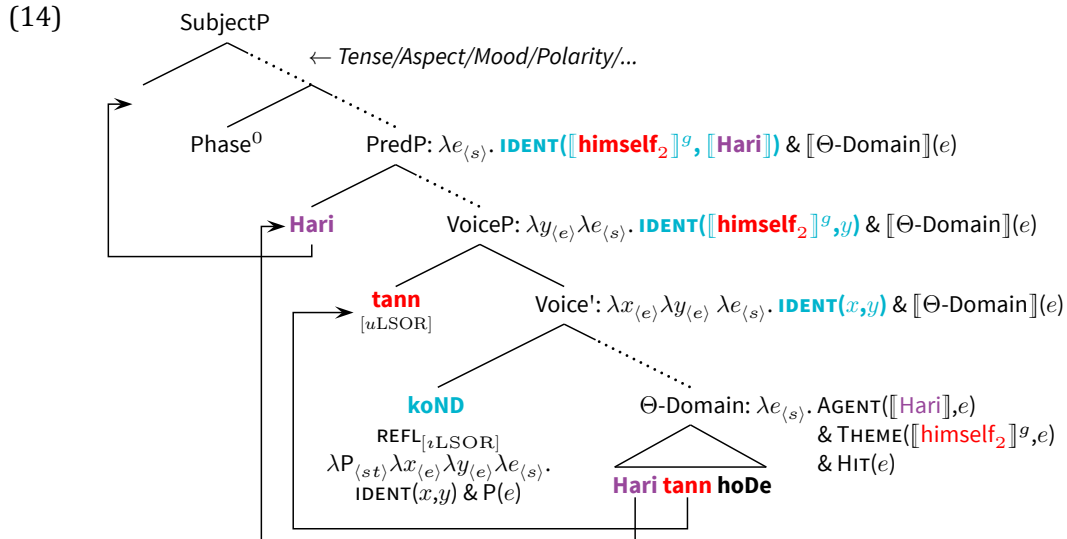 (14)
SubjectP
← Tense/Aspect/Mood/Polarity/...
Phase⁰ PredP: λe⟨s⟩. IDENT(⟦himself₂⟧ᵍ, ⟦Hari⟧) & ⟦Θ-Domain⟧(e)
Hari VoiceP: λy⟨e⟩λe⟨s⟩. IDENT(⟦himself₂⟧ᵍ,y) & ⟦Θ-Domain⟧(e)
tann Voice': λx⟨e⟩λy⟨e⟩ λe⟨s⟩. IDENT(x,y) & ⟦Θ-Domain⟧(e)
[uLSOR]
koND Θ-Domain: λe⟨s⟩. AGENT(⟦Hari⟧,e)
REFL[ıLSOR] & THEME(⟦himself₂⟧ᵍ,e)
λP⟨st⟩λx⟨e⟩λy⟨e⟩λe⟨s⟩. & HIT(e)
IDENT(x,y) & P(e) Hari tann hoDe